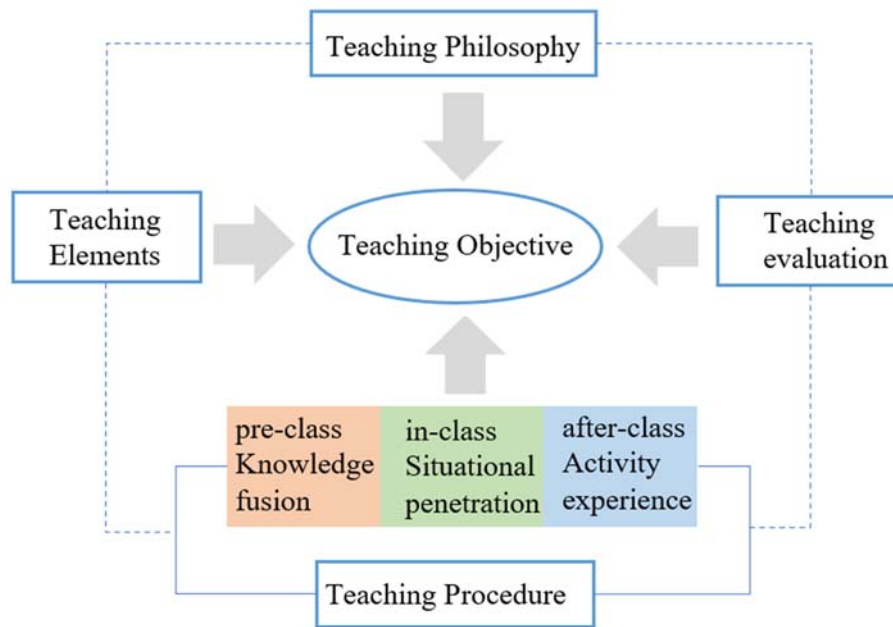 Teaching Philosophy
Teaching
Elements
Teaching Objective
Teaching
evaluation
pre-class
Knowledge
fusion
in-class
Situational
penetration
after-class
Activity
experience
Teaching Procedure